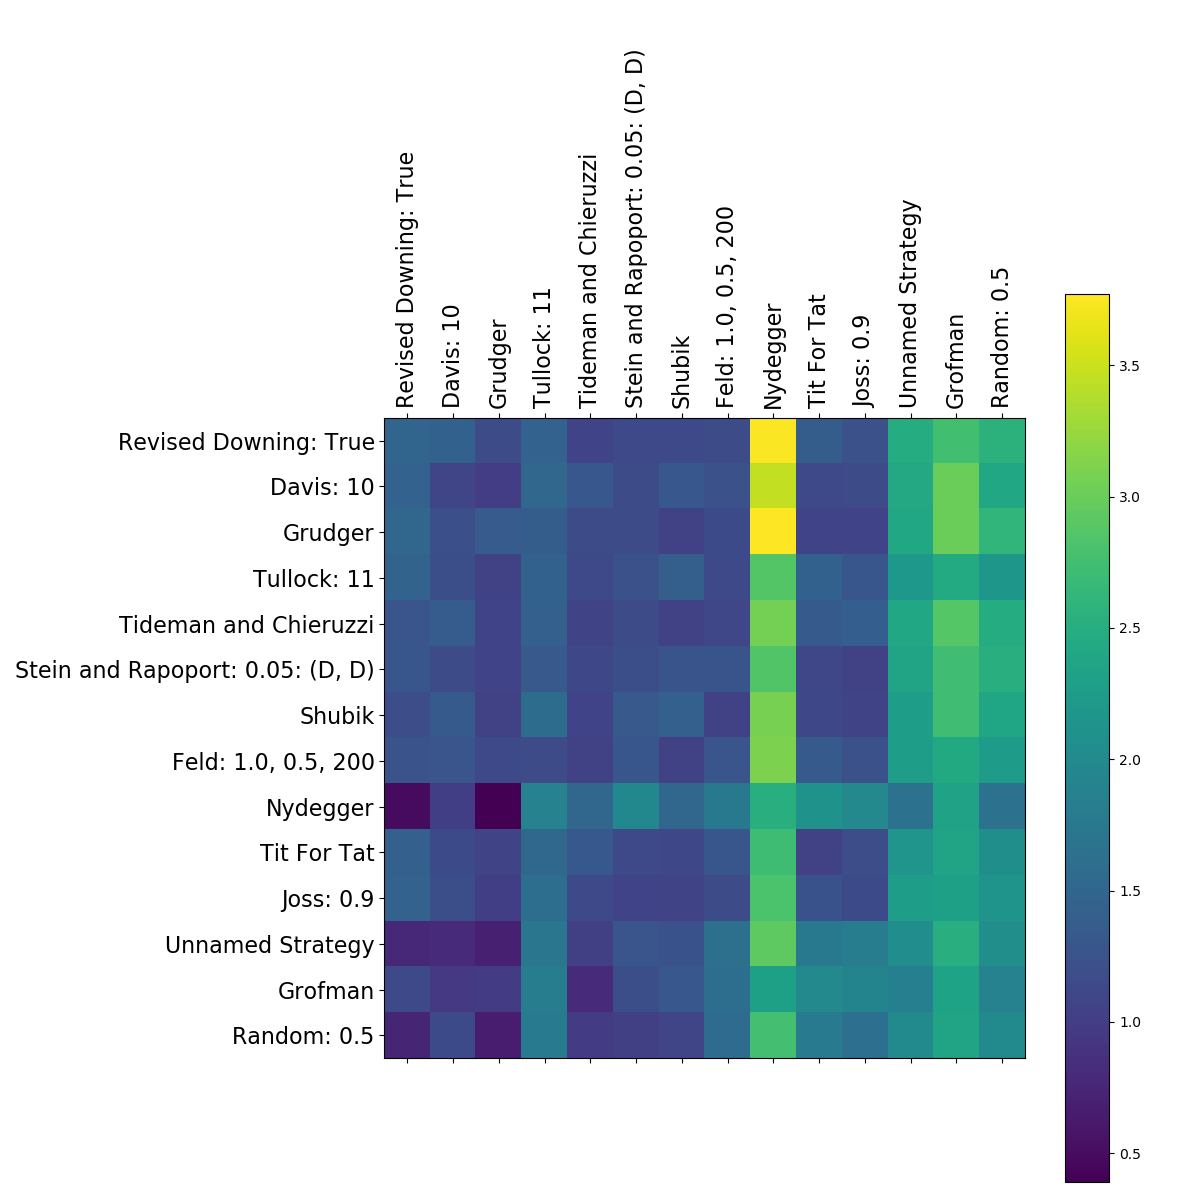 Revised Downing: True
Davis: 10
Grudger
Tullock: 11
Tideman and Chieruzzi
Stein and Rapoport: 0.05: (D, D)
Shubik
Feld: 1.0, 0.5, 200
Nydegger
Tit For Tat
Joss: 0.9
Unnamed Strategy
Grofman
Random: 0.5
Revised Downing: True
Davis: 10
Grudger
Tullock: 11
Tideman and Chieruzzi
Stein and Rapoport: 0.05: (D, D)
Shubik
Feld: 1.0, 0.5, 200
Nydegger
Tit For Tat
Joss: 0.9
Unnamed Strategy
Grofman
Random: 0.5
3.5
3.0
2.5
2.0
1.5
1.0
0.5